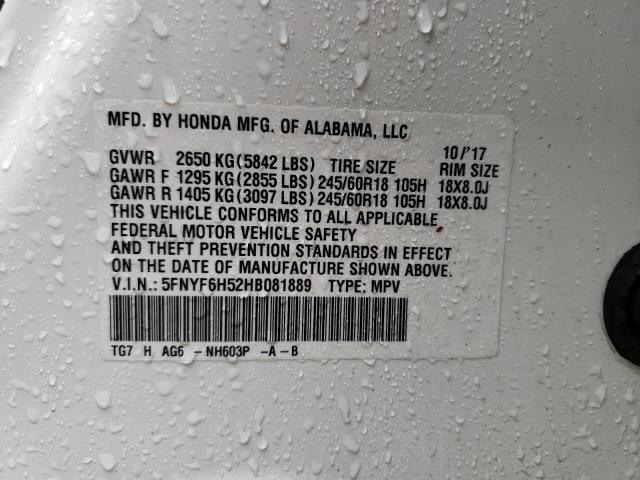 MFD. BY HONDA MFG. OF ALABAMA, LLC
10/'17
GVWR 2650 KG(5842 LBS) TIRE SIZE RIM SIZE
GAWR F 1295 KG(2855 LBS)245/60R18 105H 18X8.0J
GAWR R 1405 KG(3097 LBS)245/60R18 105H 18X8.0J
THIS VEHICLE CONFORMS TO ALL APPLICABLE
FEDERAL MOTOR VEHICLE SAFETY
AND THEFT PREVENTION STANDARDS IN EFFECT
ON THE DATE OF MANUFACTURE SHOWN ABOVE.
V.I.N.: 5FNYF6H52HB081889 TYPE: MPV
TG7 H AG6 -NH603P -A-B